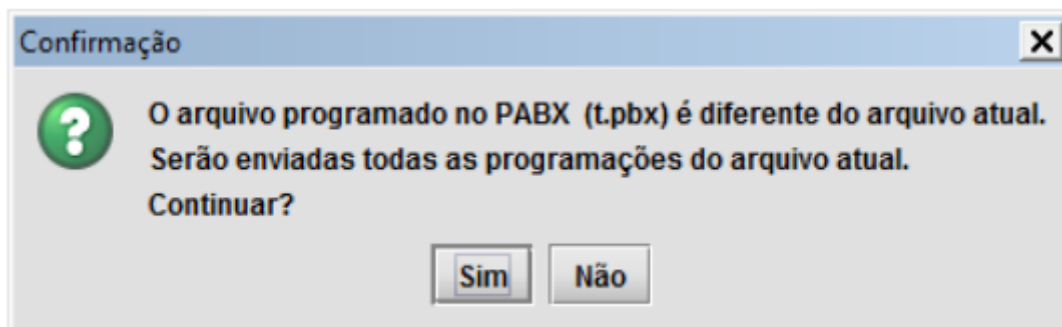 Confirmação
O arquivo programado no PABX (t.pbx) é diferente do arquivo atual.
Serão enviadas todas as programações do arquivo atual.
Continuar?
Sim Não